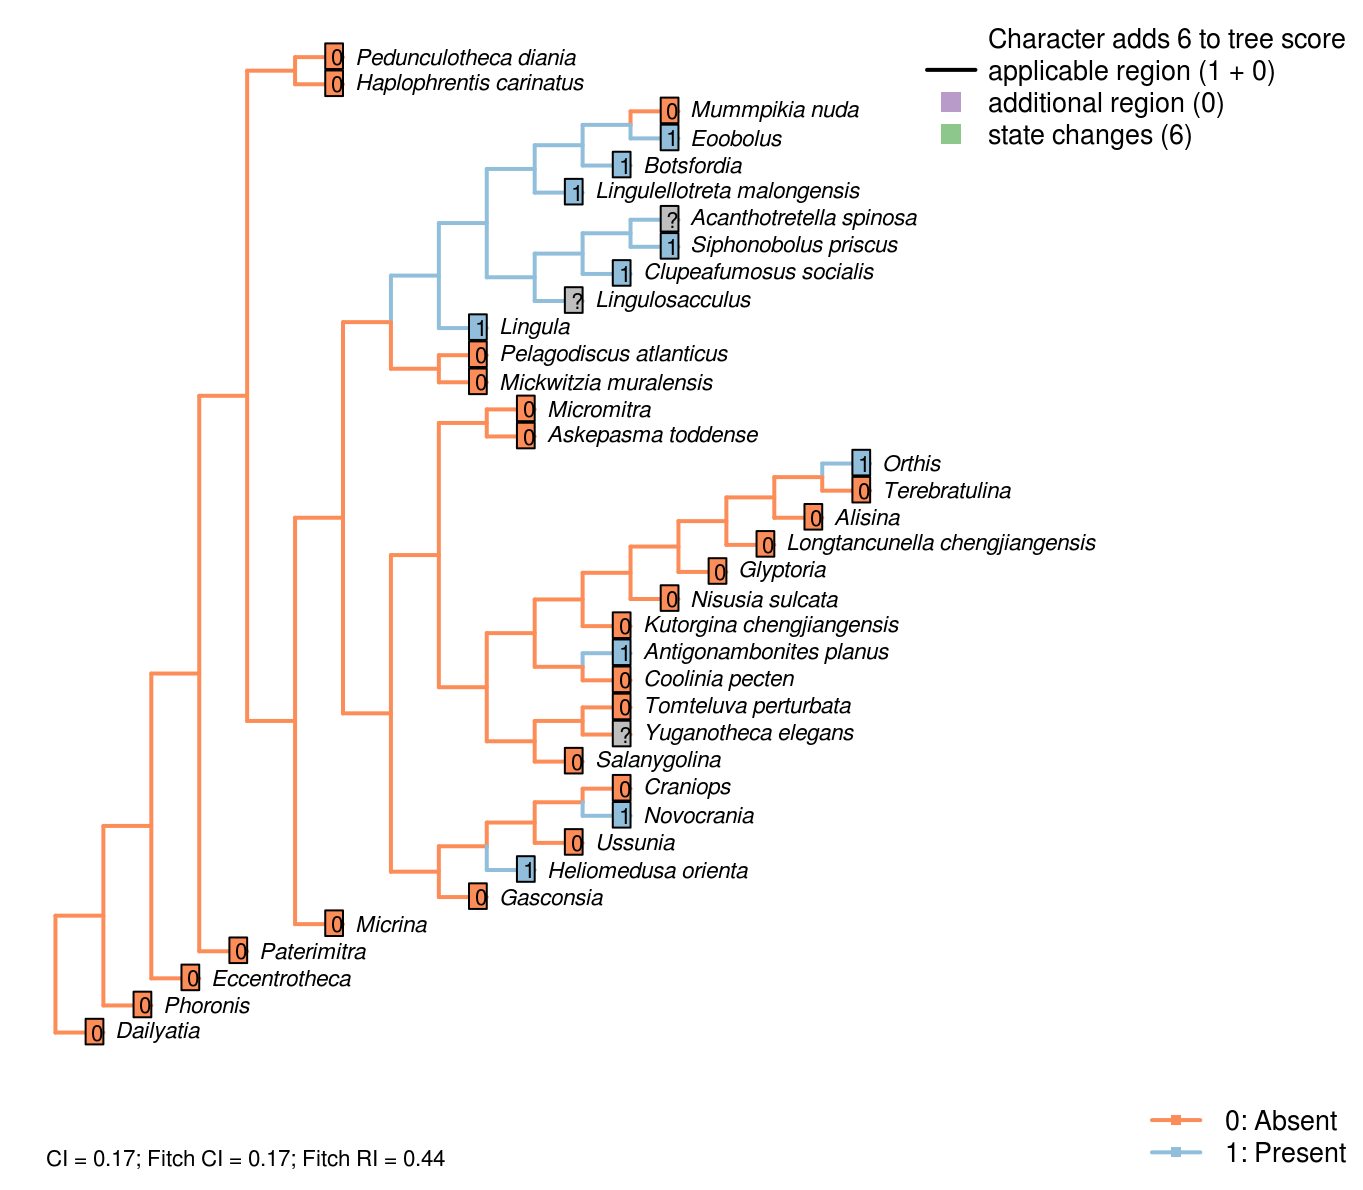 Character adds 6 to tree score
applicable region (1 + 0)
additional region (0)
state changes (6)
0 Pedunculotheca diania
0 Haplophrentis carinatus
0 Mummpikia nuda
1 Eoobolus
1 Botsfordia
1 Lingulellotreta malongensis
? Acanthotretella spinosa
1 Siphonobolus priscus
1 Clupeafumosus socialis
? Lingulosacculus
1 Lingula
0 Pelagodiscus atlanticus
0 Mickwitzia muralensis
0 Micromitra
0 Askepasma toddense
1 Orthis
0 Terebratulina
0 Alisina
0 Longtancunella chengjiangensis
0 Glyptoria
0 Nisusia sulcata
0 Kutorgina chengjiangensis
1 Antigonambonites planus
0 Coolinia pecten
0 Tomteluva perturbata
? Yuganotheca elegans
0 Salanygolina
0 Craniops
1 Novocrania
0 Ussunia
1 Heliomedusa orienta
0 Gasconsia
0 Micrina
0 Paterimitra
0 Eccentrotheca
0 Phoronis
0 Dailyatia
0: Absent
1: Present
CI = 0.17; Fitch CI = 0.17; Fitch RI = 0.44